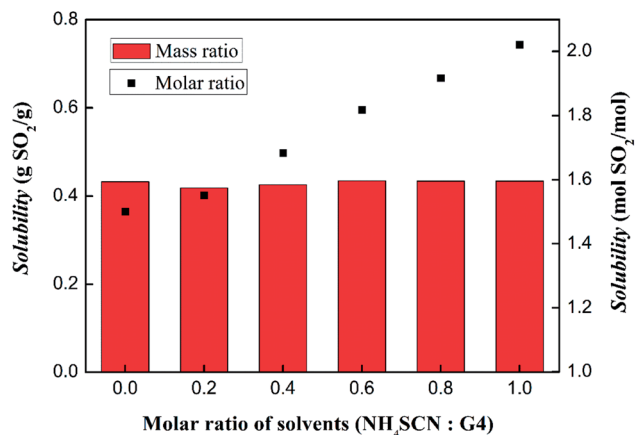 Mass ratio
Molar ratio
Solubility (g SO₂/g)
0.8
0.6
0.4
0.2
0.0
Solubility (mol SO₂/mol)
2.0
1.8
1.6
1.4
1.2
1.0
0.0 0.2 0.4 0.6 0.8 1.0
Molar ratio of solvents (NH₄SCN : G4)